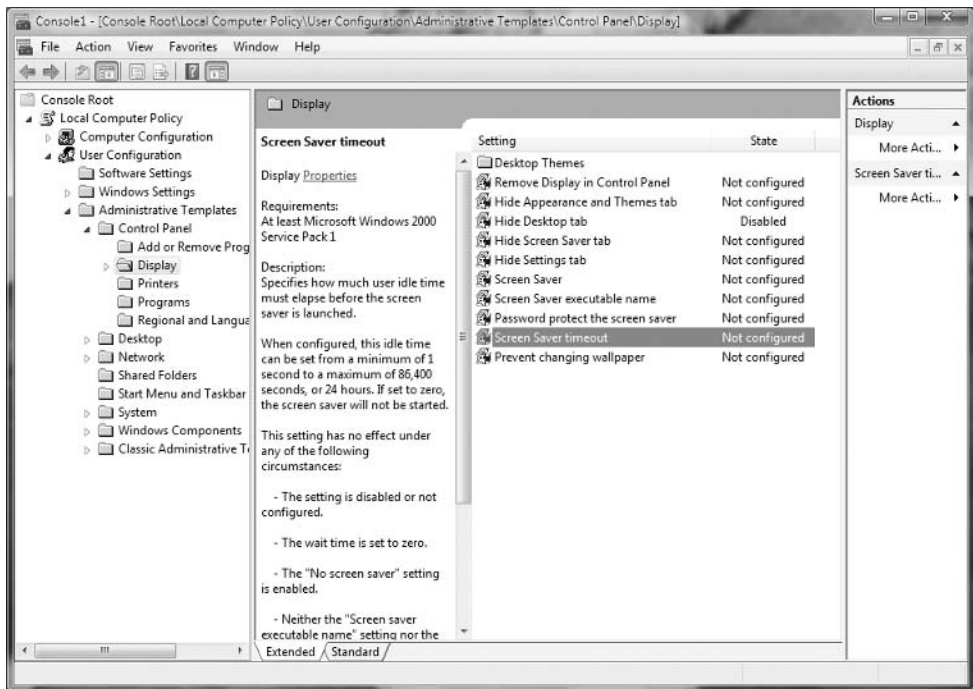 Console1 - [Console Root\Local Computer Policy\User Configuration\Administrative Templates\Control Panel\Display]
File Action View Favorites Window Help
Console Root
Local Computer Policy
Computer Configuration
User Configuration
Software Settings
Windows Settings
Administrative Templates
Control Panel
Add or Remove Prog
Display
Printers
Programs
Regional and Langua
Desktop
Network
Shared Folders
Start Menu and Taskbar
System
Windows Components
Classic Administrative Te
Display
Screen Saver timeout
Display Properties
Requirements:
At least Microsoft Windows 2000
Service Pack 1
Description:
Specifies how much user idle time
must elapse before the screen
saver is launched.
When configured, this idle time
can be set from a minimum of 1
second to a maximum of 86,400
seconds, or 24 hours. If set to zero,
the screen saver will not be started.
This setting has no effect under
any of the following
circumstances:
- The setting is disabled or not
configured.
- The wait time is set to zero.
- The "No screen saver" setting
is enabled.
- Neither the "Screen saver
executable name" setting nor the
Setting State
Desktop Themes
Remove Display in Control Panel Not configured
Hide Appearance and Themes tab Not configured
Hide Desktop tab Disabled
Hide Screen Saver tab Not configured
Hide Settings tab Not configured
Screen Saver Not configured
Screen Saver executable name Not configured
Password protect the screen saver Not configured
Screen Saver timeout Not configured
Prevent changing wallpaper Not configured
Extended Standard
Actions
Display
More Acti...
Screen Saver ti...
More Acti...